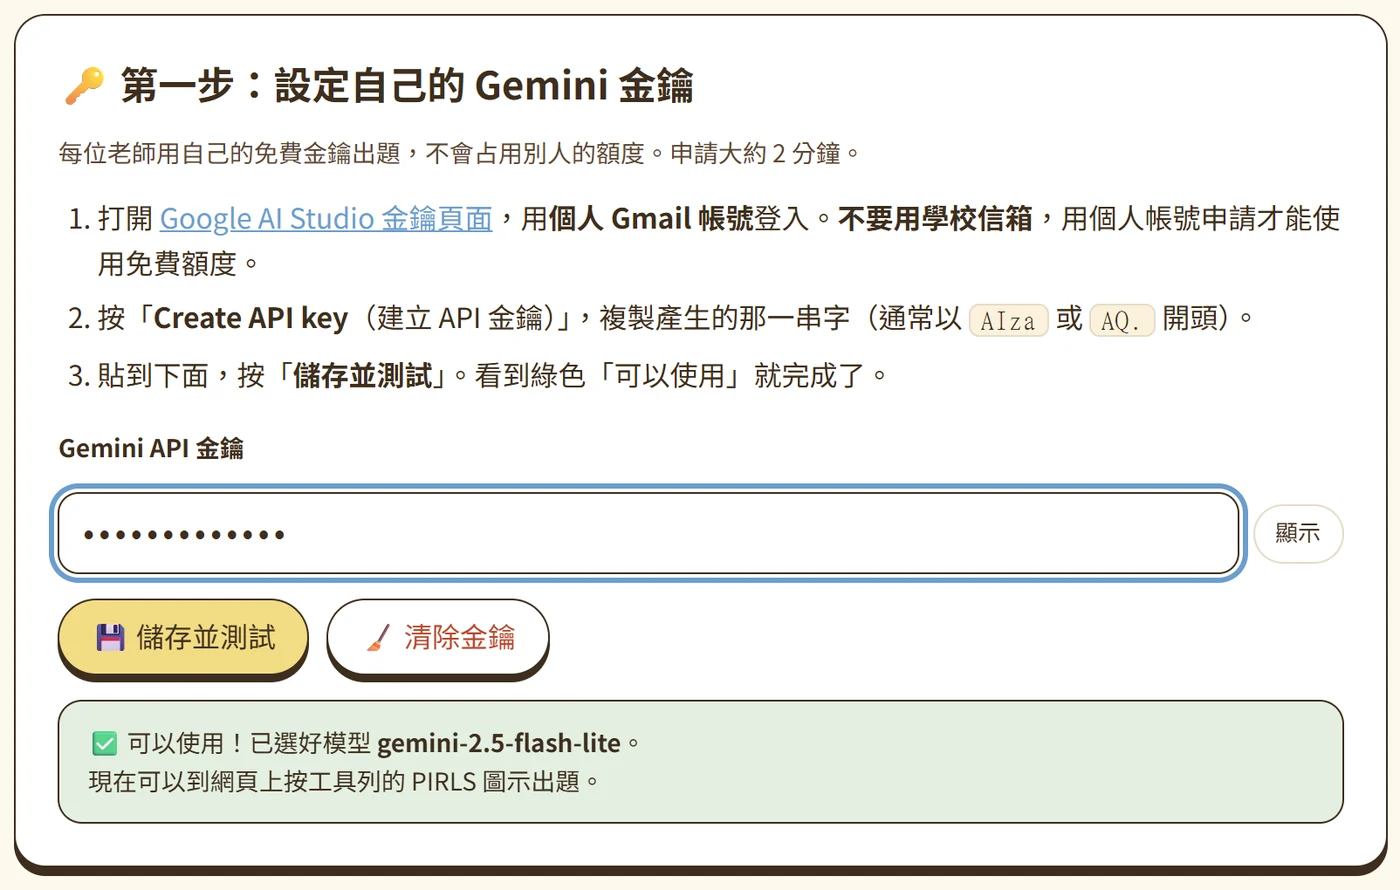 🔑 第一步：設定自己的 Gemini 金鑰
每位老師用自己的免費金鑰出題，不會占用別人的額度。申請大約 2 分鐘。
1. 打開 Google AI Studio 金鑰頁面，用個人 Gmail 帳號登入。不要用學校信箱，用個人帳號申請才能使
用免費額度。
2. 按「Create API key（建立 API 金鑰）」，複製產生的那一串字（通常以 AIza 或 AQ. 開頭）。
3. 貼到下面，按「儲存並測試」。看到綠色「可以使用」就完成了。
Gemini API 金鑰
•••••••••••••
顯示
💾 儲存並測試
🧹 清除金鑰
✅ 可以使用！已選好模型 gemini-2.5-flash-lite。
現在可以到網頁上按工具列的 PIRLS 圖示出題。